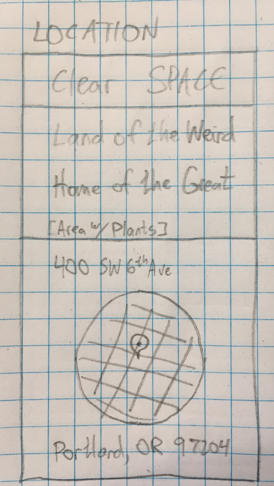 LOCATION
Clear SPACE
Land of the Weird
Home of the Great
[Area w/ Plants]
400 SW 6th Ave
Portland, OR 97204